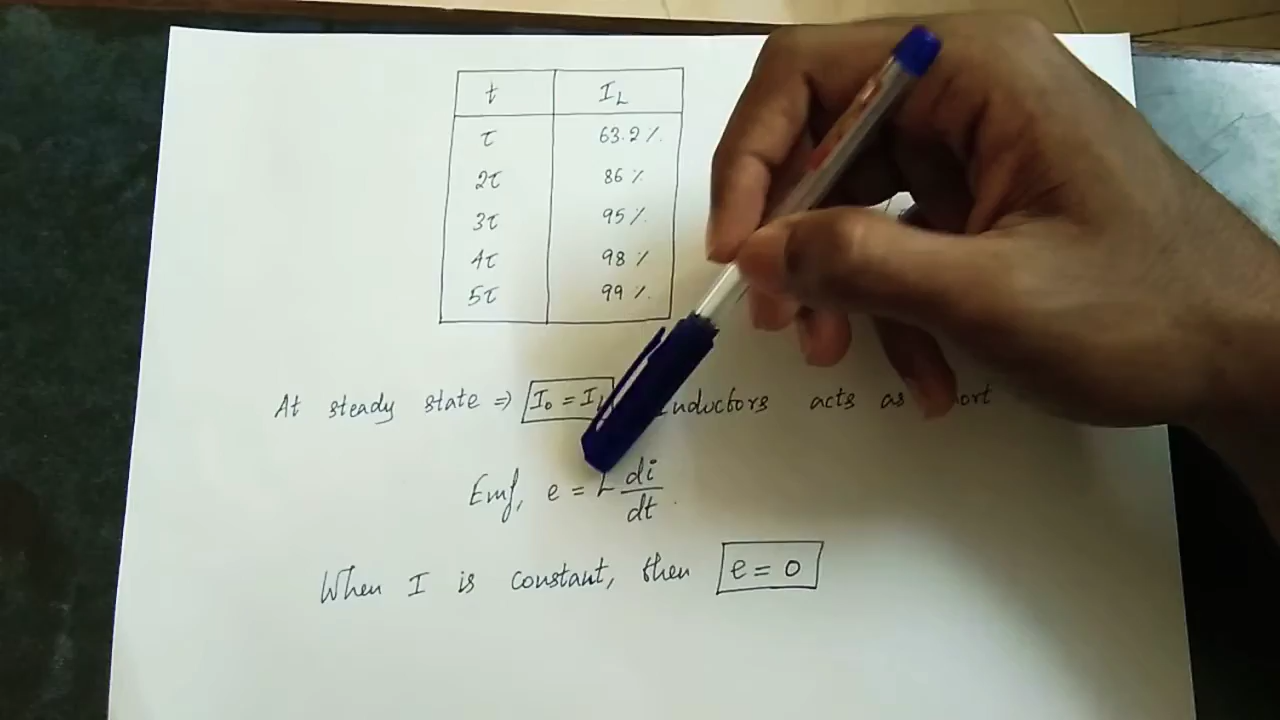 t I_L
τ 63.2 %.
2τ 86 %
3τ 95 %.
4τ 98 %
5τ 99 %.
At steady state ⇒ I₀ = I acts as
Emf, e = L di/dt.
When I is constant, then e = 0